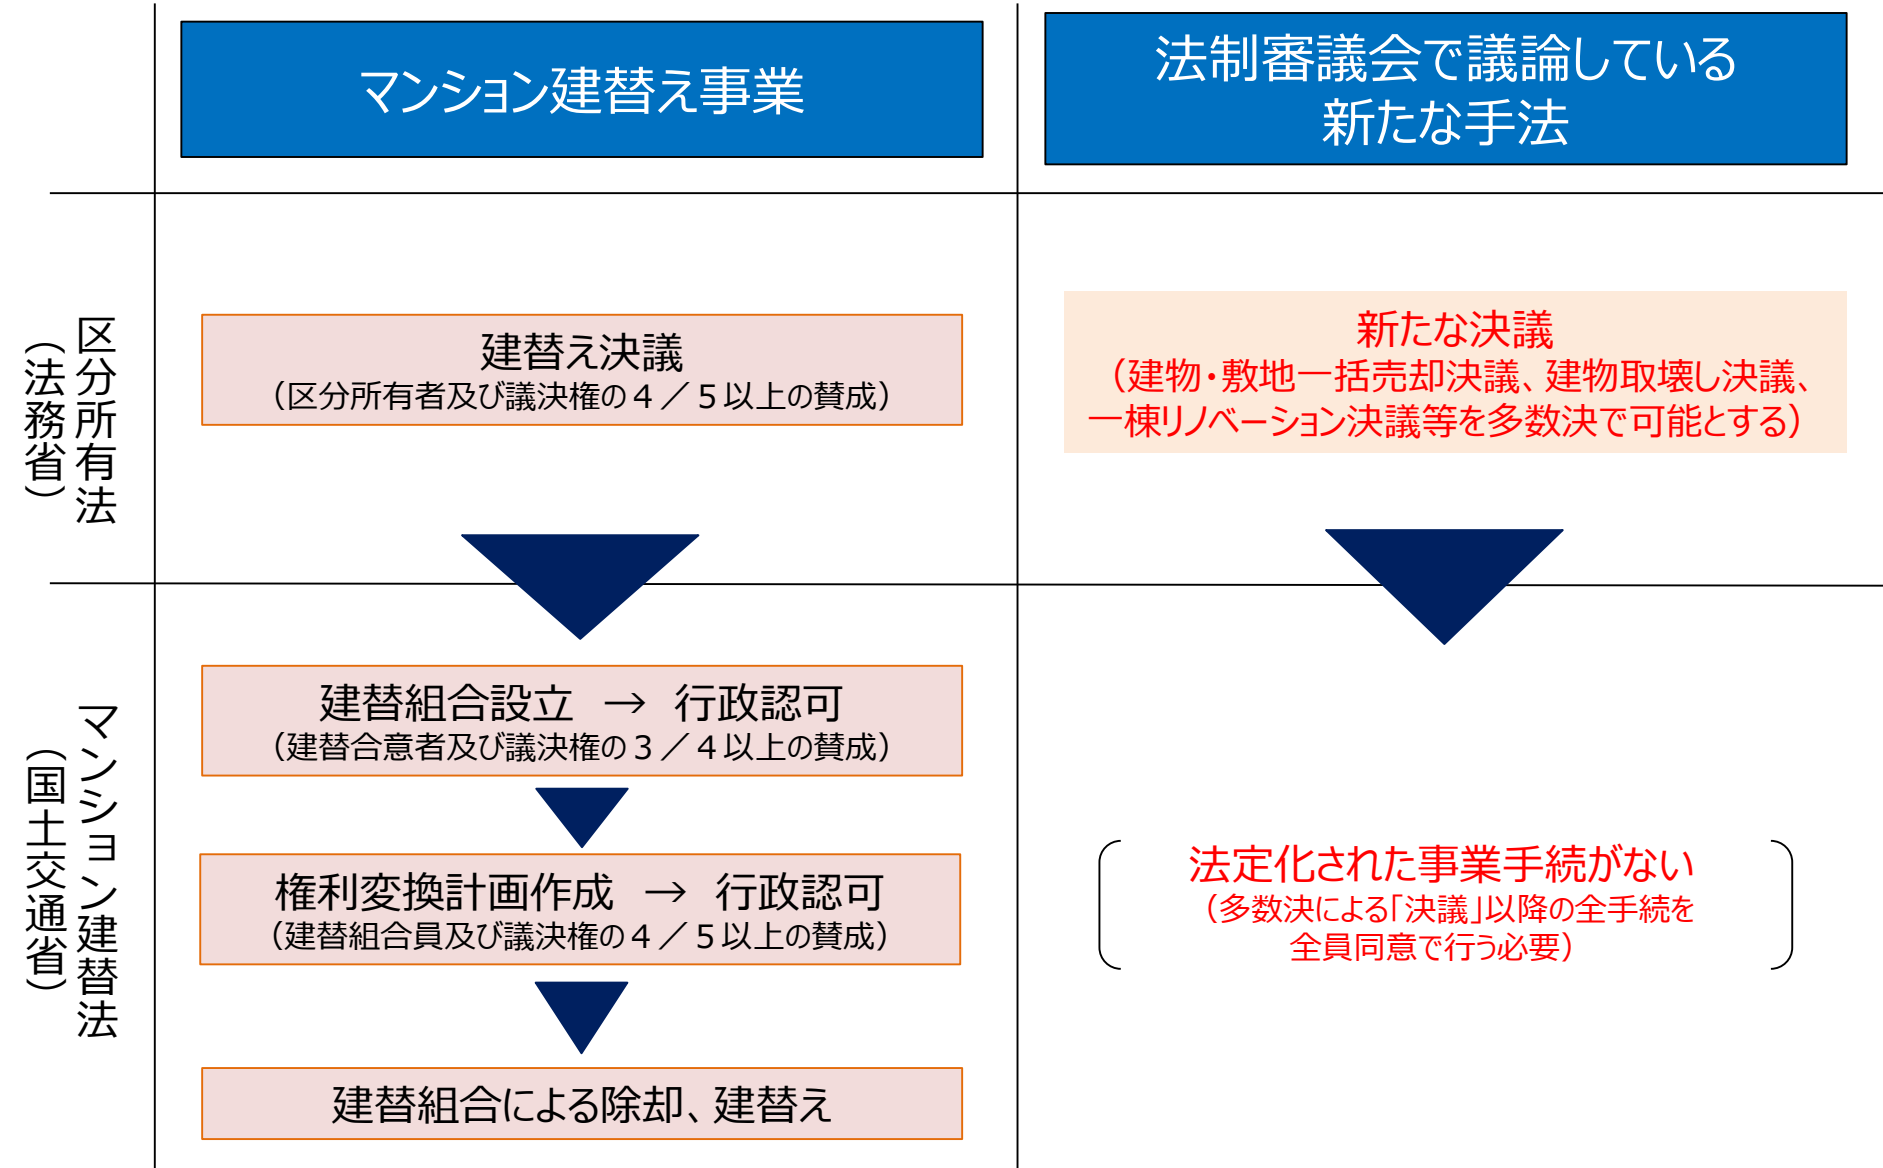 マンション建替え事業
法制審議会で議論している
新たな手法
区分所有法
（法務省）
建替え決議
（区分所有者及び議決権の４／５以上の賛成）
新たな決議
（建物・敷地一括売却決議、建物取壊し決議、
一棟リノベーション決議等を多数決で可能とする）
マンション建替法
（国土交通省）
建替組合設立　→　行政認可
（建替合意者及び議決権の３／４以上の賛成）
権利変換計画作成　→　行政認可
（建替組合員及び議決権の４／５以上の賛成）
建替組合による除却、建替え
法定化された事業手続がない
（多数決による「決議」以降の全手続を
全員同意で行う必要）